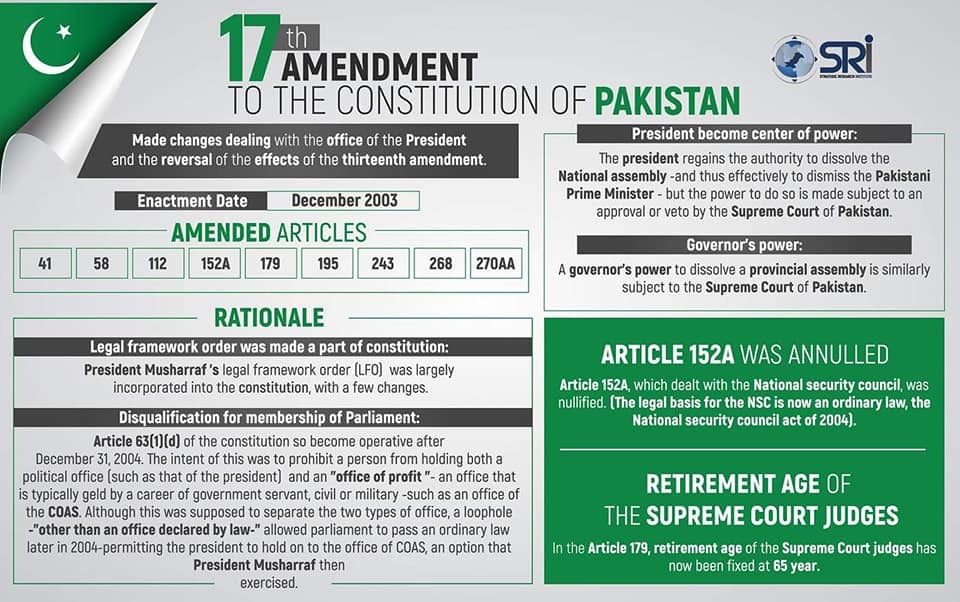 17th
AMENDMENT
TO THE CONSTITUTION OF PAKISTAN
SRI
STRATEGIC RESEARCH INSTITUTE
Made changes dealing with the office of the President
and the reversal of the effects of the thirteenth amendment.
Enactment Date December 2003
AMENDED ARTICLES
41 58 112 152A 179 195 243 268 270AA
RATIONALE
Legal framework order was made a part of constitution:
President Musharraf 's legal framework order (LFO) was largely
incorporated into the constitution, with a few changes.
Disqualification for membership of Parliament:
Article 63(1)(d) of the constitution so become operative after
December 31, 2004. The intent of this was to prohibit a person from holding both a
political office (such as that of the president) and an "office of profit "- an office that
is typically geld by a career of government servant, civil or military -such as an office of
the COAS. Although this was supposed to separate the two types of office, a loophole
-"other than an office declared by law-" allowed parliament to pass an ordinary law
later in 2004-permitting the president to hold on to the office of COAS, an option that
President Musharraf then
exercised.
President become center of power:
The president regains the authority to dissolve the
National assembly -and thus effectively to dismiss the Pakistani
Prime Minister - but the power to do so is made subject to an
approval or veto by the Supreme Court of Pakistan.
Governor's power:
A governor's power to dissolve a provincial assembly is similarly
subject to the Supreme Court of Pakistan.
ARTICLE 152A WAS ANNULLED
Article 152A, which dealt with the National security council, was
nullified. (The legal basis for the NSC is now an ordinary law, the
National security council act of 2004).
RETIREMENT AGE OF
THE SUPREME COURT JUDGES
In the Article 179, retirement age of the Supreme Court judges has
now been fixed at 65 year.